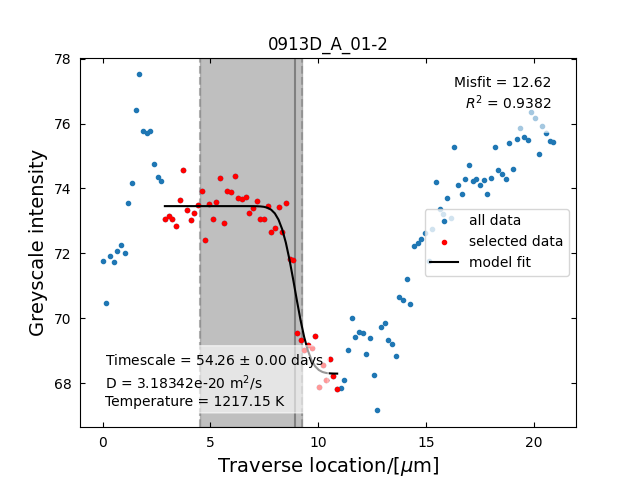 0913D_A_01-2
Misfit = 12.62
R² = 0.9382
Greyscale intensity
78
76
74
72
70
68
all data
selected data
model fit
Timescale = 54.26 ± 0.00 days
D = 3.18342e-20 m²/s
Temperature = 1217.15 K
0 5 10 15 20
Traverse location/[μm]